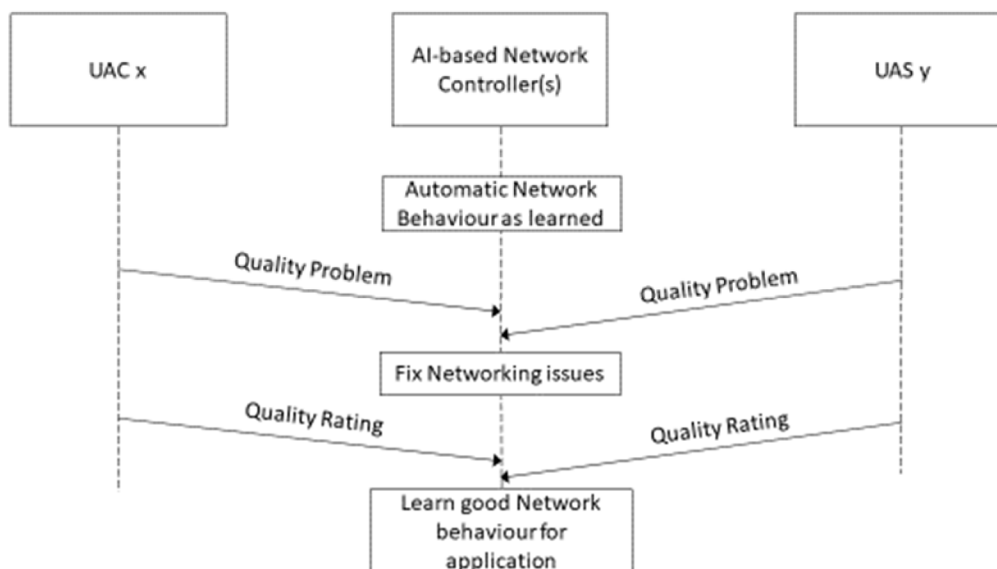 UAC x
AI-based Network
Controller(s)
UAS y
Automatic Network
Behaviour as learned
Quality Problem
Quality Problem
Fix Networking issues
Quality Rating
Quality Rating
Learn good Network
behaviour for
application